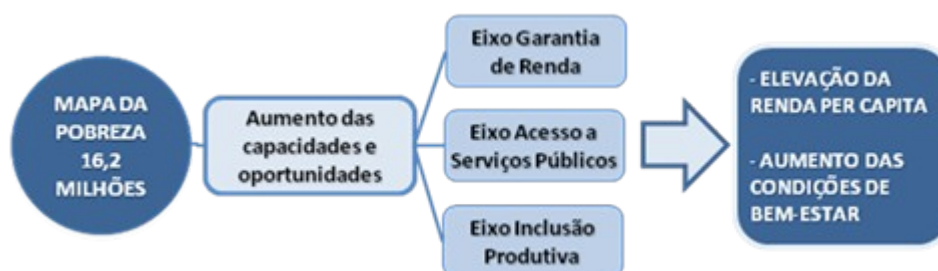 MAPA DA
POBREZA
16,2
MILHÕES
Aumento das
capacidades e
oportunidades
Eixo Garantia
de Renda
Eixo Acesso a
Serviços Públicos
Eixo Inclusão
Produtiva
- ELEVAÇÃO DA
RENDA PER CAPITA
- AUMENTO DAS
CONDIÇÕES DE
BEM-ESTAR